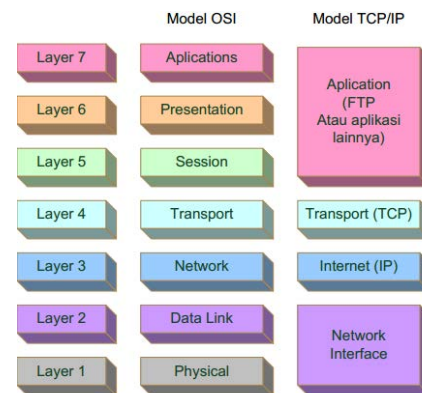 Model OSI Model TCP/IP
Layer 7 Aplications
Aplication
(FTP
Atau aplikasi
lainnya)
Layer 6 Presentation
Layer 5 Session
Layer 4 Transport Transport (TCP)
Layer 3 Network Internet (IP)
Layer 2 Data Link
Network
Interface
Layer 1 Physical